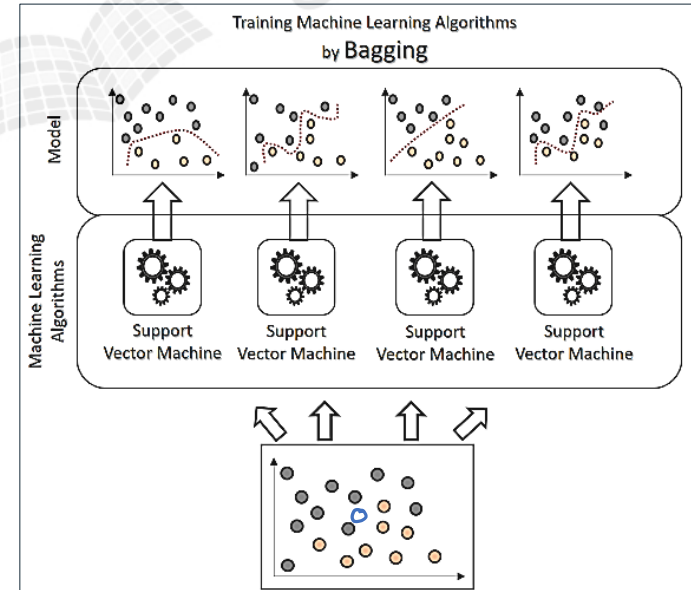 Training Machine Learning Algorithms
by Bagging
Model
Machine Learning
Algorithms
Support
Vector Machine
Support
Vector Machine
Support
Vector Machine
Support
Vector Machine